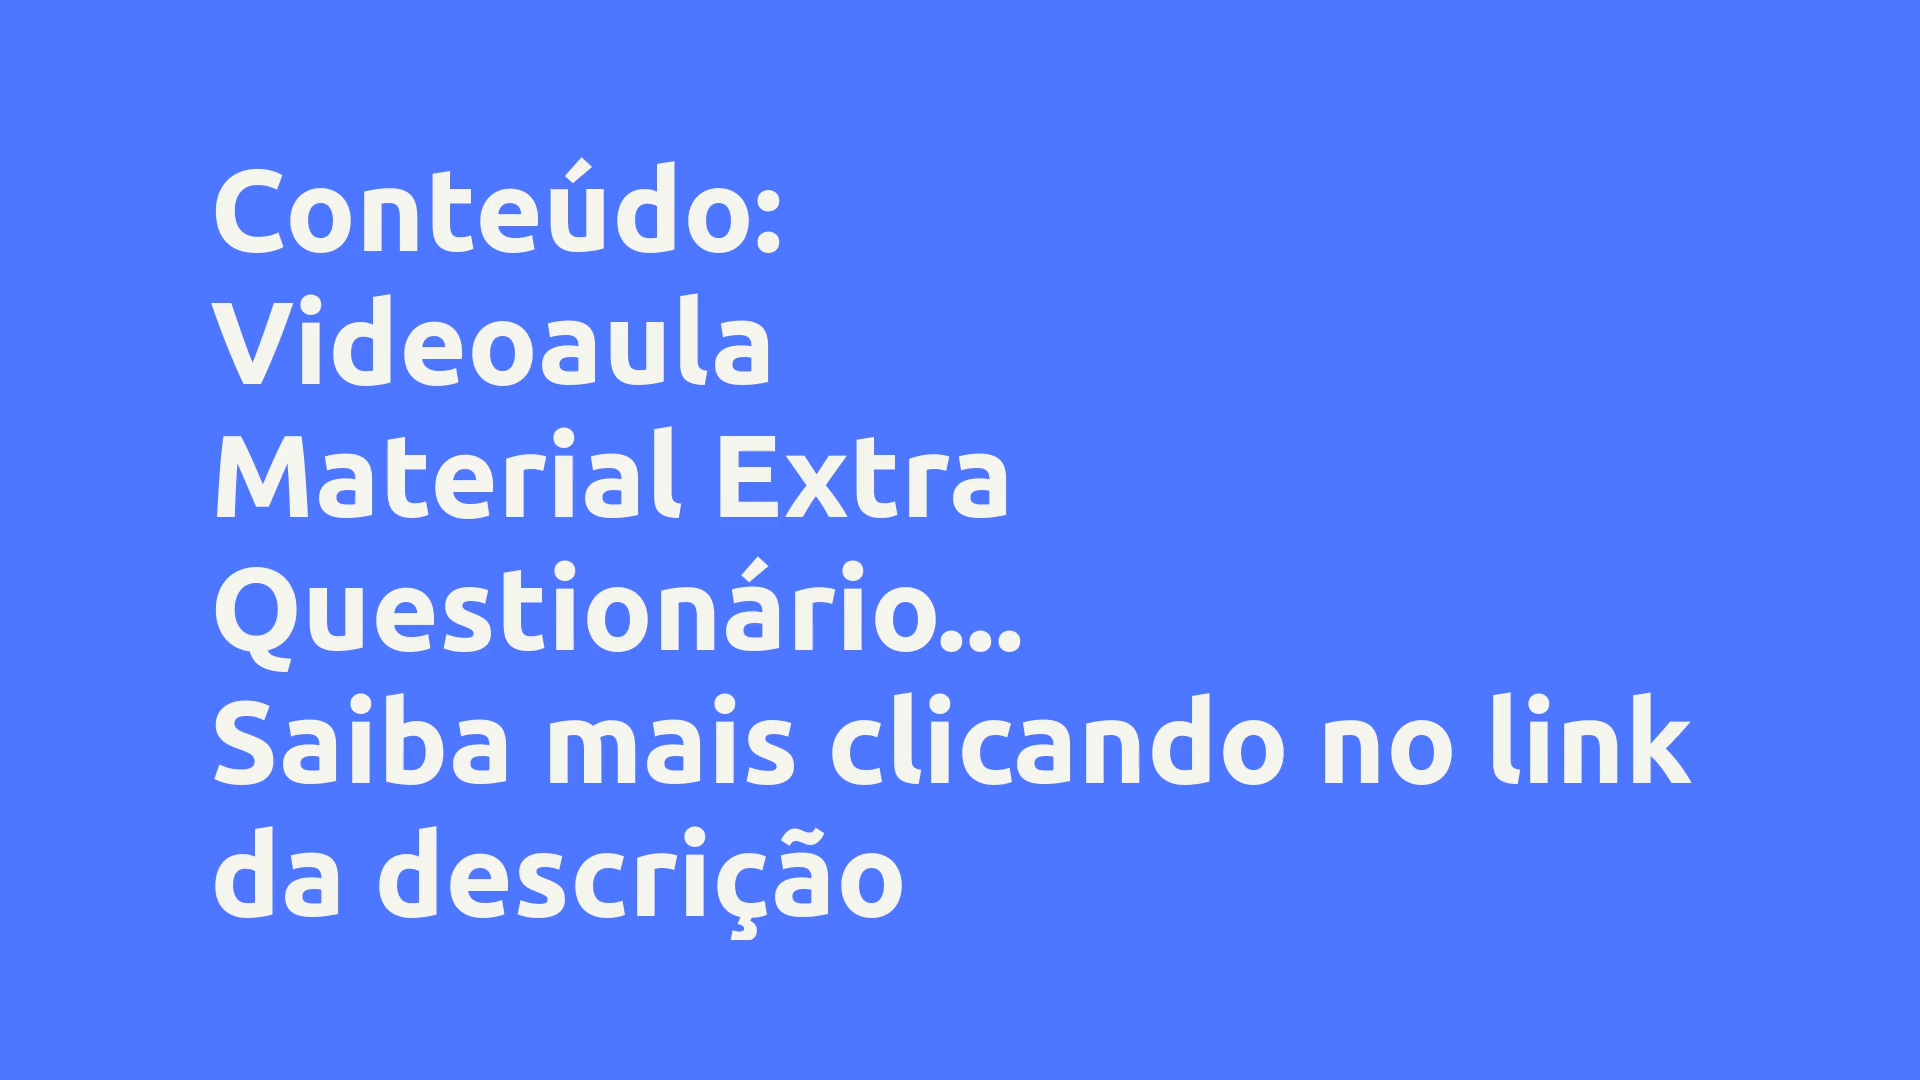 Conteúdo:
Videoaula
Material Extra
Questionário...
Saiba mais clicando no link
da descrição